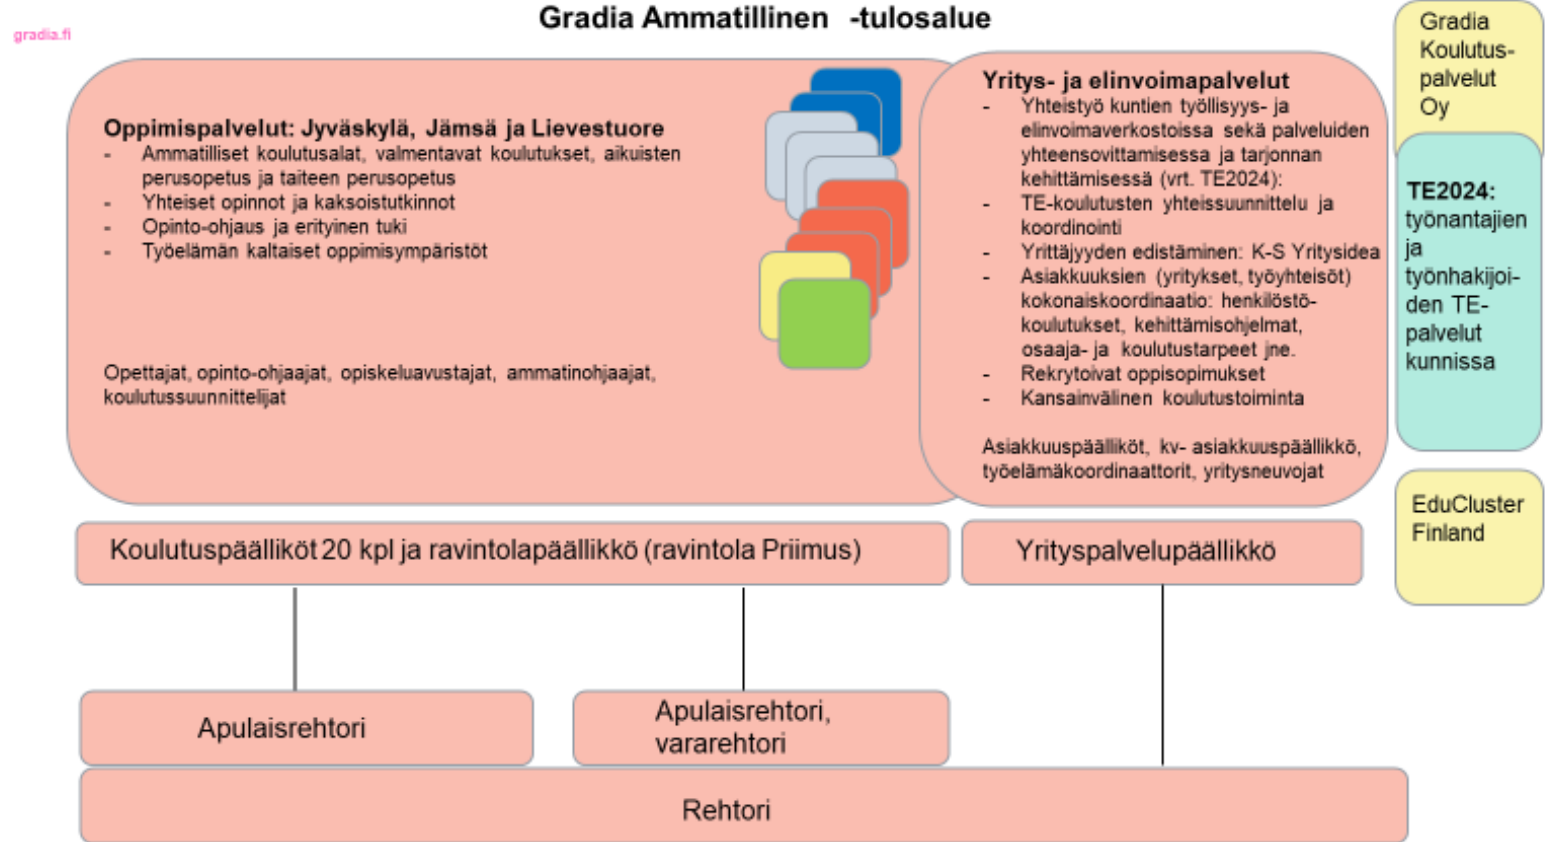 Gradia Ammatillinen -tulosalue
gradia.fi
Oppimispalvelut: Jyväskylä, Jämsä ja Lievestuore
- Ammatilliset koulutusalat, valmentavat koulutukset, aikuisten
perusopetus ja taiteen perusopetus
- Yhteiset opinnot ja kaksoistutkinnot
- Opinto-ohjaus ja erityinen tuki
- Työelämän kaltaiset oppimisympäristöt
Opettajat, opinto-ohjaajat, opiskeluavustajat, ammatinohjaajat,
koulutussuunnittelijat
Yritys- ja elinvoimapalvelut
- Yhteistyö kuntien työllisyys- ja
elinvoimaverkostoissa sekä palveluiden
yhteensovittamisessa ja tarjonnan
kehittämisessä (vrt. TE2024):
- TE-koulutusten yhteissuunnittelu ja
koordinointi
- Yrittäjyyden edistäminen: K-S Yritysidea
- Asiakkuuksien (yritykset, työyhteisöt)
kokonaiskoordinaatio: henkilöstö-
koulutukset, kehittämisohjelmat,
osaaja- ja koulutustarpeet jne.
- Rekrytoivat oppisopimukset
- Kansainvälinen koulutustoiminta
Asiakkuuspäälliköt, kv- asiakkuuspäällikkö,
työelämäkoordinaattorit, yritysneuvojat
Gradia
Koulutus-
palvelut
Oy
TE2024:
työnantajien
ja
työnhakijoi-
den TE-
palvelut
kunnissa
EduCluster
Finland
Koulutuspäälliköt 20 kpl ja ravintolapäällikkö (ravintola Priimus)
Yrityspalvelupäällikkö
Apulaisrehtori
Apulaisrehtori,
vararehtori
Rehtori